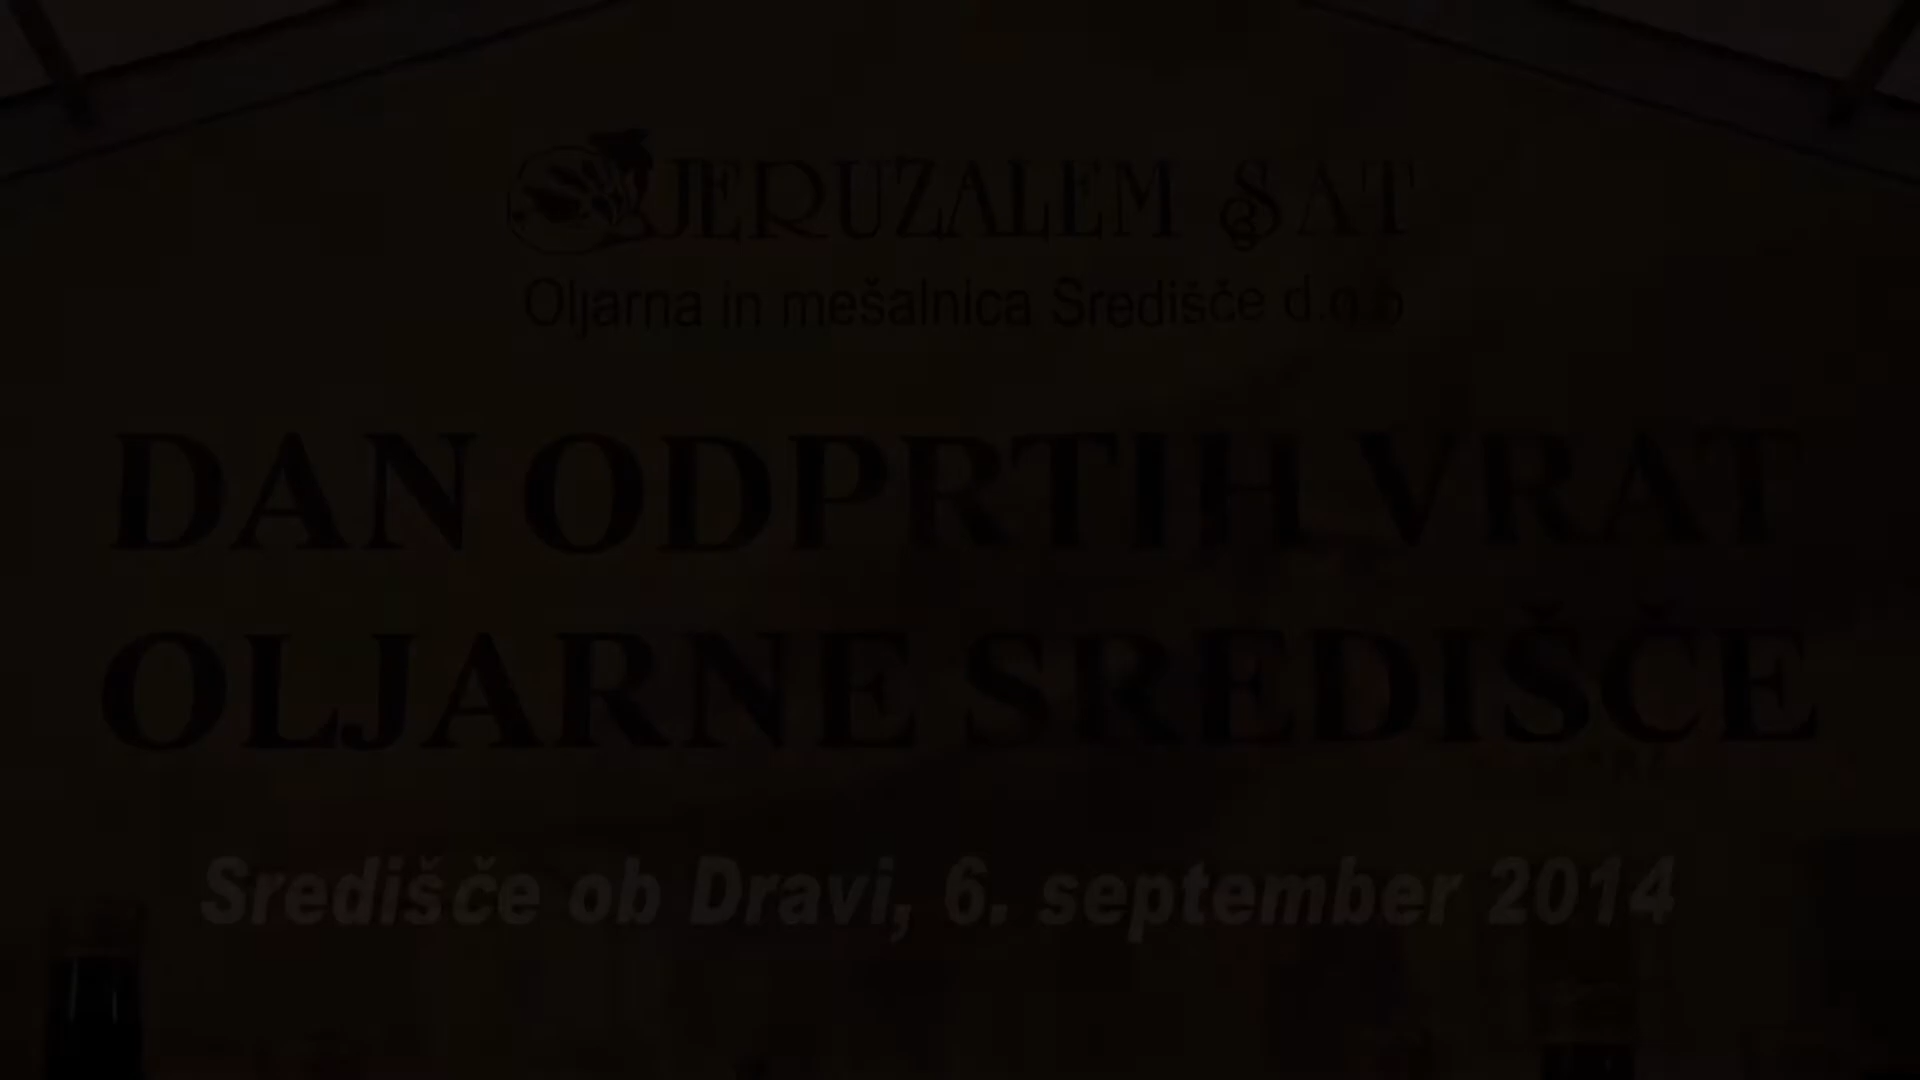 JERUZALEM SAT
Oljarna in mešalnica Središče d.o.o
DAN ODPRTIH VRAT
OLJARNE SREDIŠČE
Središče ob Dravi, 6. september 2014